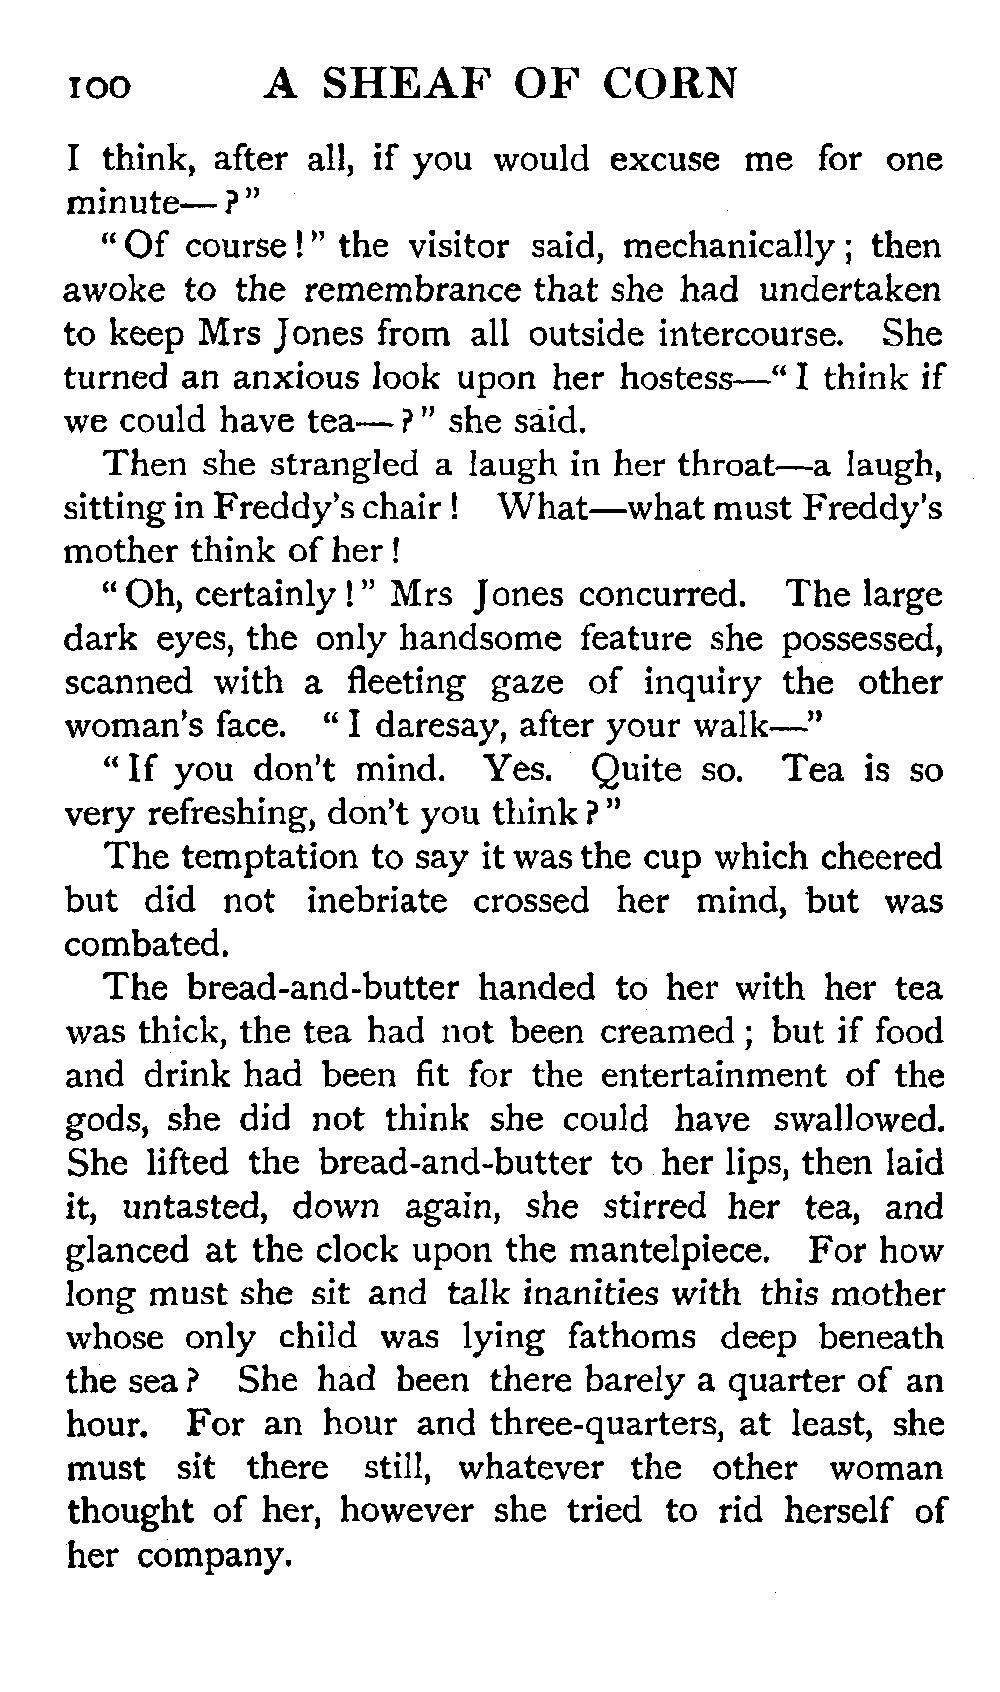 100 A SHEAF OF CORN
I think, after all, if you would excuse me for one
minute— ?"
"Of course!" the visitor said, mechanically; then
awoke to the remembrance that she had undertaken
to keep Mrs Jones from all outside intercourse. She
turned an anxious look upon her hostess—"I think if
we could have tea— ?" she said.
Then she strangled a laugh in her throat—a laugh,
sitting in Freddy's chair! What—what must Freddy's
mother think of her!
"Oh, certainly!" Mrs Jones concurred. The large
dark eyes, the only handsome feature she possessed,
scanned with a fleeting gaze of inquiry the other
woman's face. "I daresay, after your walk—"
"If you don't mind. Yes. Quite so. Tea is so
very refreshing, don't you think?"
The temptation to say it was the cup which cheered
but did not inebriate crossed her mind, but was
combated.
The bread-and-butter handed to her with her tea
was thick, the tea had not been creamed; but if food
and drink had been fit for the entertainment of the
gods, she did not think she could have swallowed.
She lifted the bread-and-butter to her lips, then laid
it, untasted, down again, she stirred her tea, and
glanced at the clock upon the mantelpiece. For how
long must she sit and talk inanities with this mother
whose only child was lying fathoms deep beneath
the sea? She had been there barely a quarter of an
hour. For an hour and three-quarters, at least, she
must sit there still, whatever the other woman
thought of her, however she tried to rid herself of
her company.